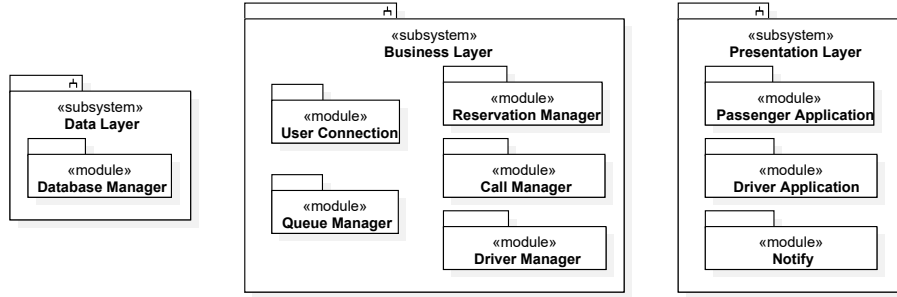 «subsystem»
Data Layer
«module»
Database Manager
«subsystem»
Business Layer
«module»
User Connection
«module»
Queue Manager
«module»
Reservation Manager
«module»
Call Manager
«module»
Driver Manager
«subsystem»
Presentation Layer
«module»
Passenger Application
«module»
Driver Application
«module»
Notify